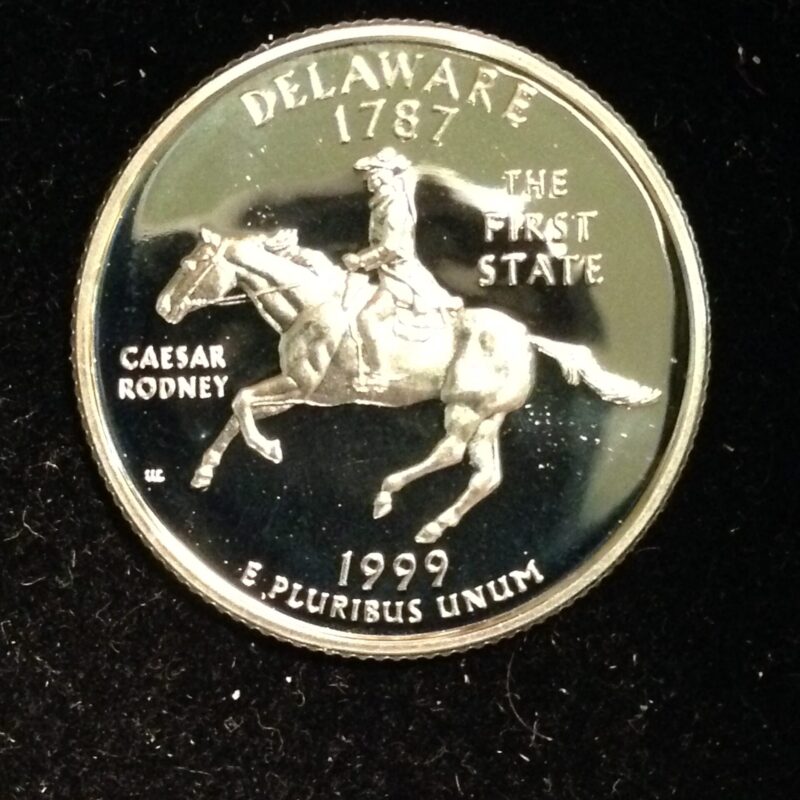 DELAWARE
1787
THE
FIRST
STATE
CAESAR
RODNEY
1999
E PLURIBUS UNUM